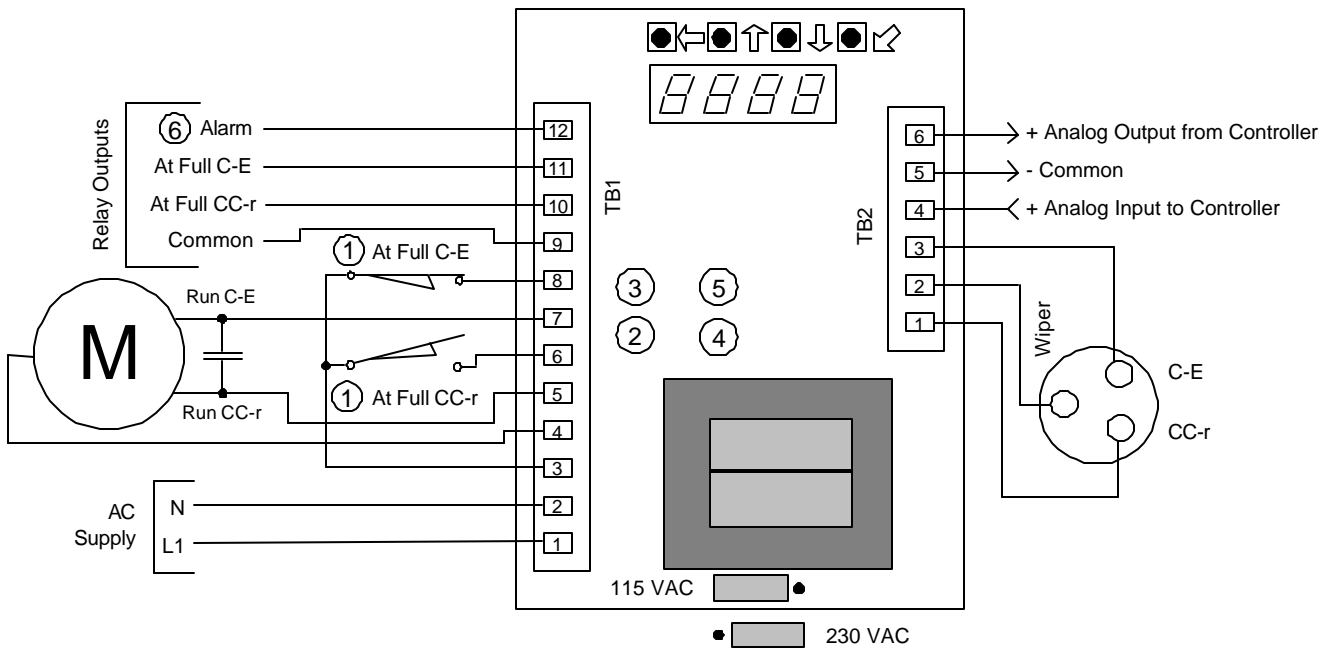 8888
Relay Outputs
6 Alarm
At Full C-E
At Full CC-r
Common
12
11
10
9
8
7
6
5
4
3
2
1
TB1
1 At Full C-E
Run C-E
M
Run CC-r
1 At Full CC-r
AC
Supply
N
L1
3
5
2
4
TB2
6
5
4
3
2
1
+ Analog Output from Controller
- Common
+ Analog Input to Controller
Wiper
C-E
CC-r
115 VAC
230 VAC